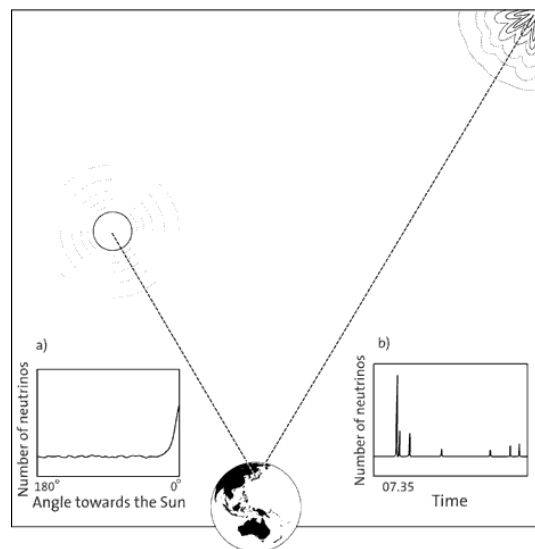 a)
Number of neutrinos
180° 0°
Angle towards the Sun
b)
Number of neutrinos
07.35
Time